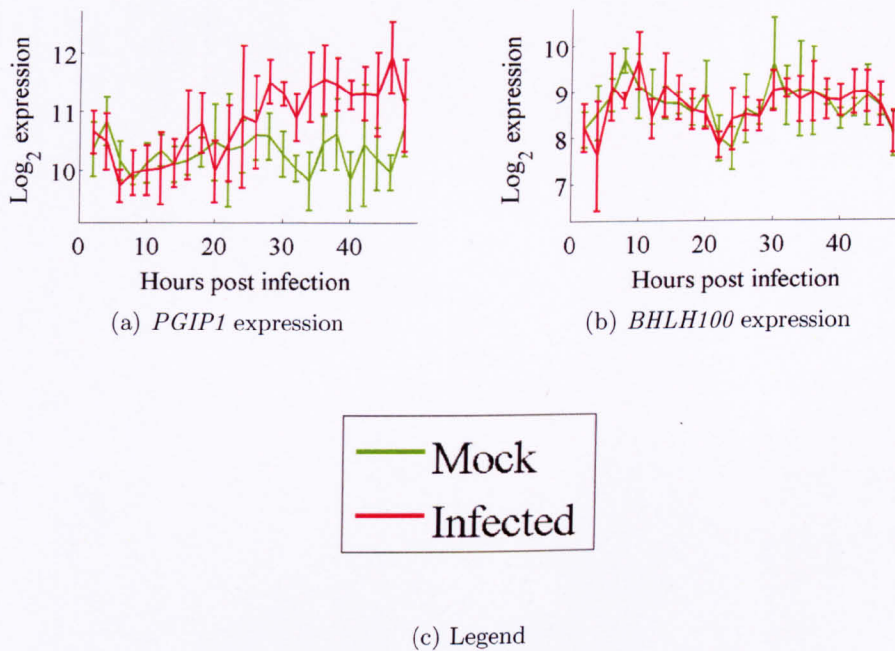 12
11
10
Log2 expression
0 10 20 30 40
Hours post infection
(a) PGIP1 expression
10
9
8
7
Log2 expression
0 10 20 30 40
Hours post infection
(b) BHLH100 expression
Mock
Infected
(c) Legend